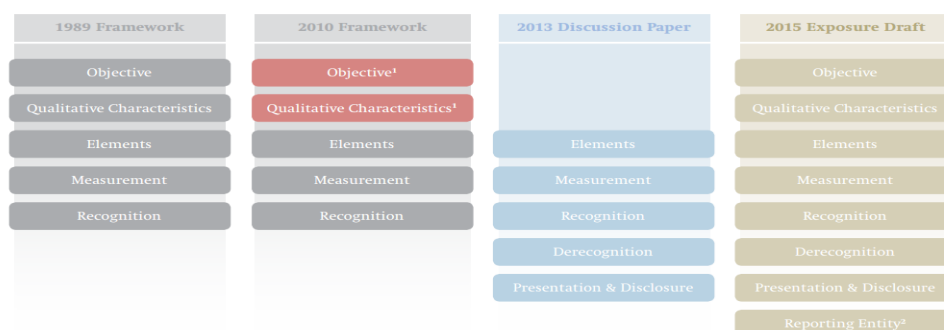 1989 Framework
Objective
Qualitative Characteristics
Elements
Measurement
Recognition
2010 Framework
Objective¹
Qualitative Characteristics¹
Elements
Measurement
Recognition
2013 Discussion Paper
Elements
Measurement
Recognition
Derecognition
Presentation & Disclosure
2015 Exposure Draft
Objective
Qualitative Characteristics
Elements
Measurement
Recognition
Derecognition
Presentation & Disclosure
Reporting Entity²